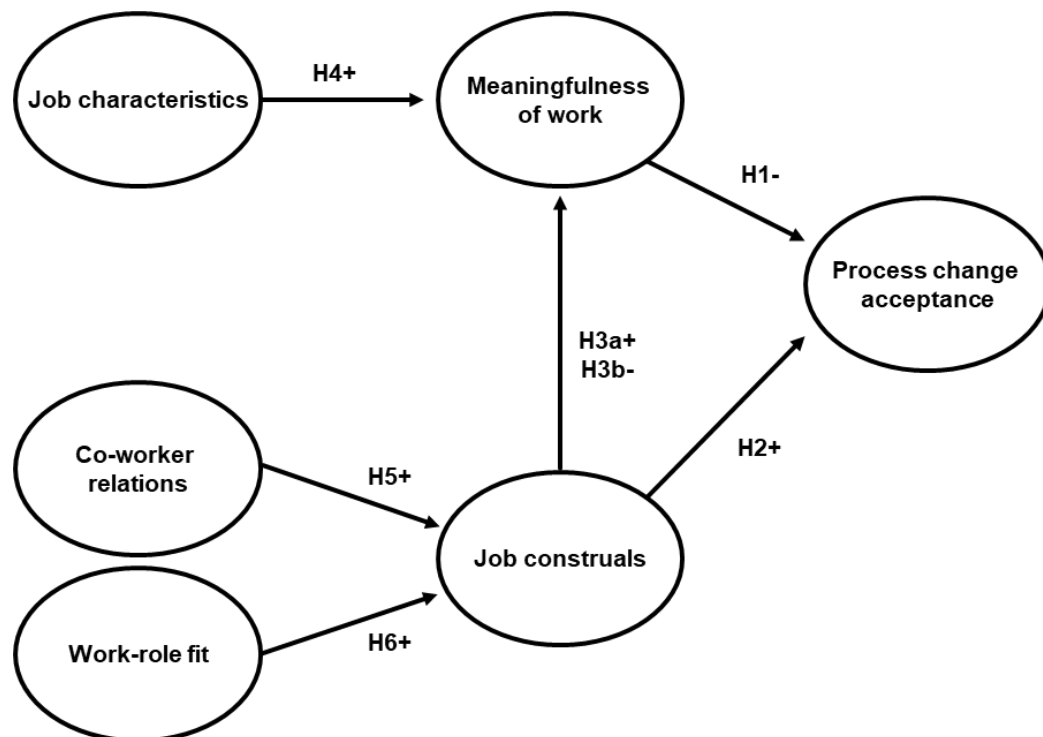 Job characteristics
H4+
Meaningfulness
of work
H1-
Process change
acceptance
H3a+
H3b-
H2+
Co-worker
relations
H5+
Job construals
Work-role fit
H6+